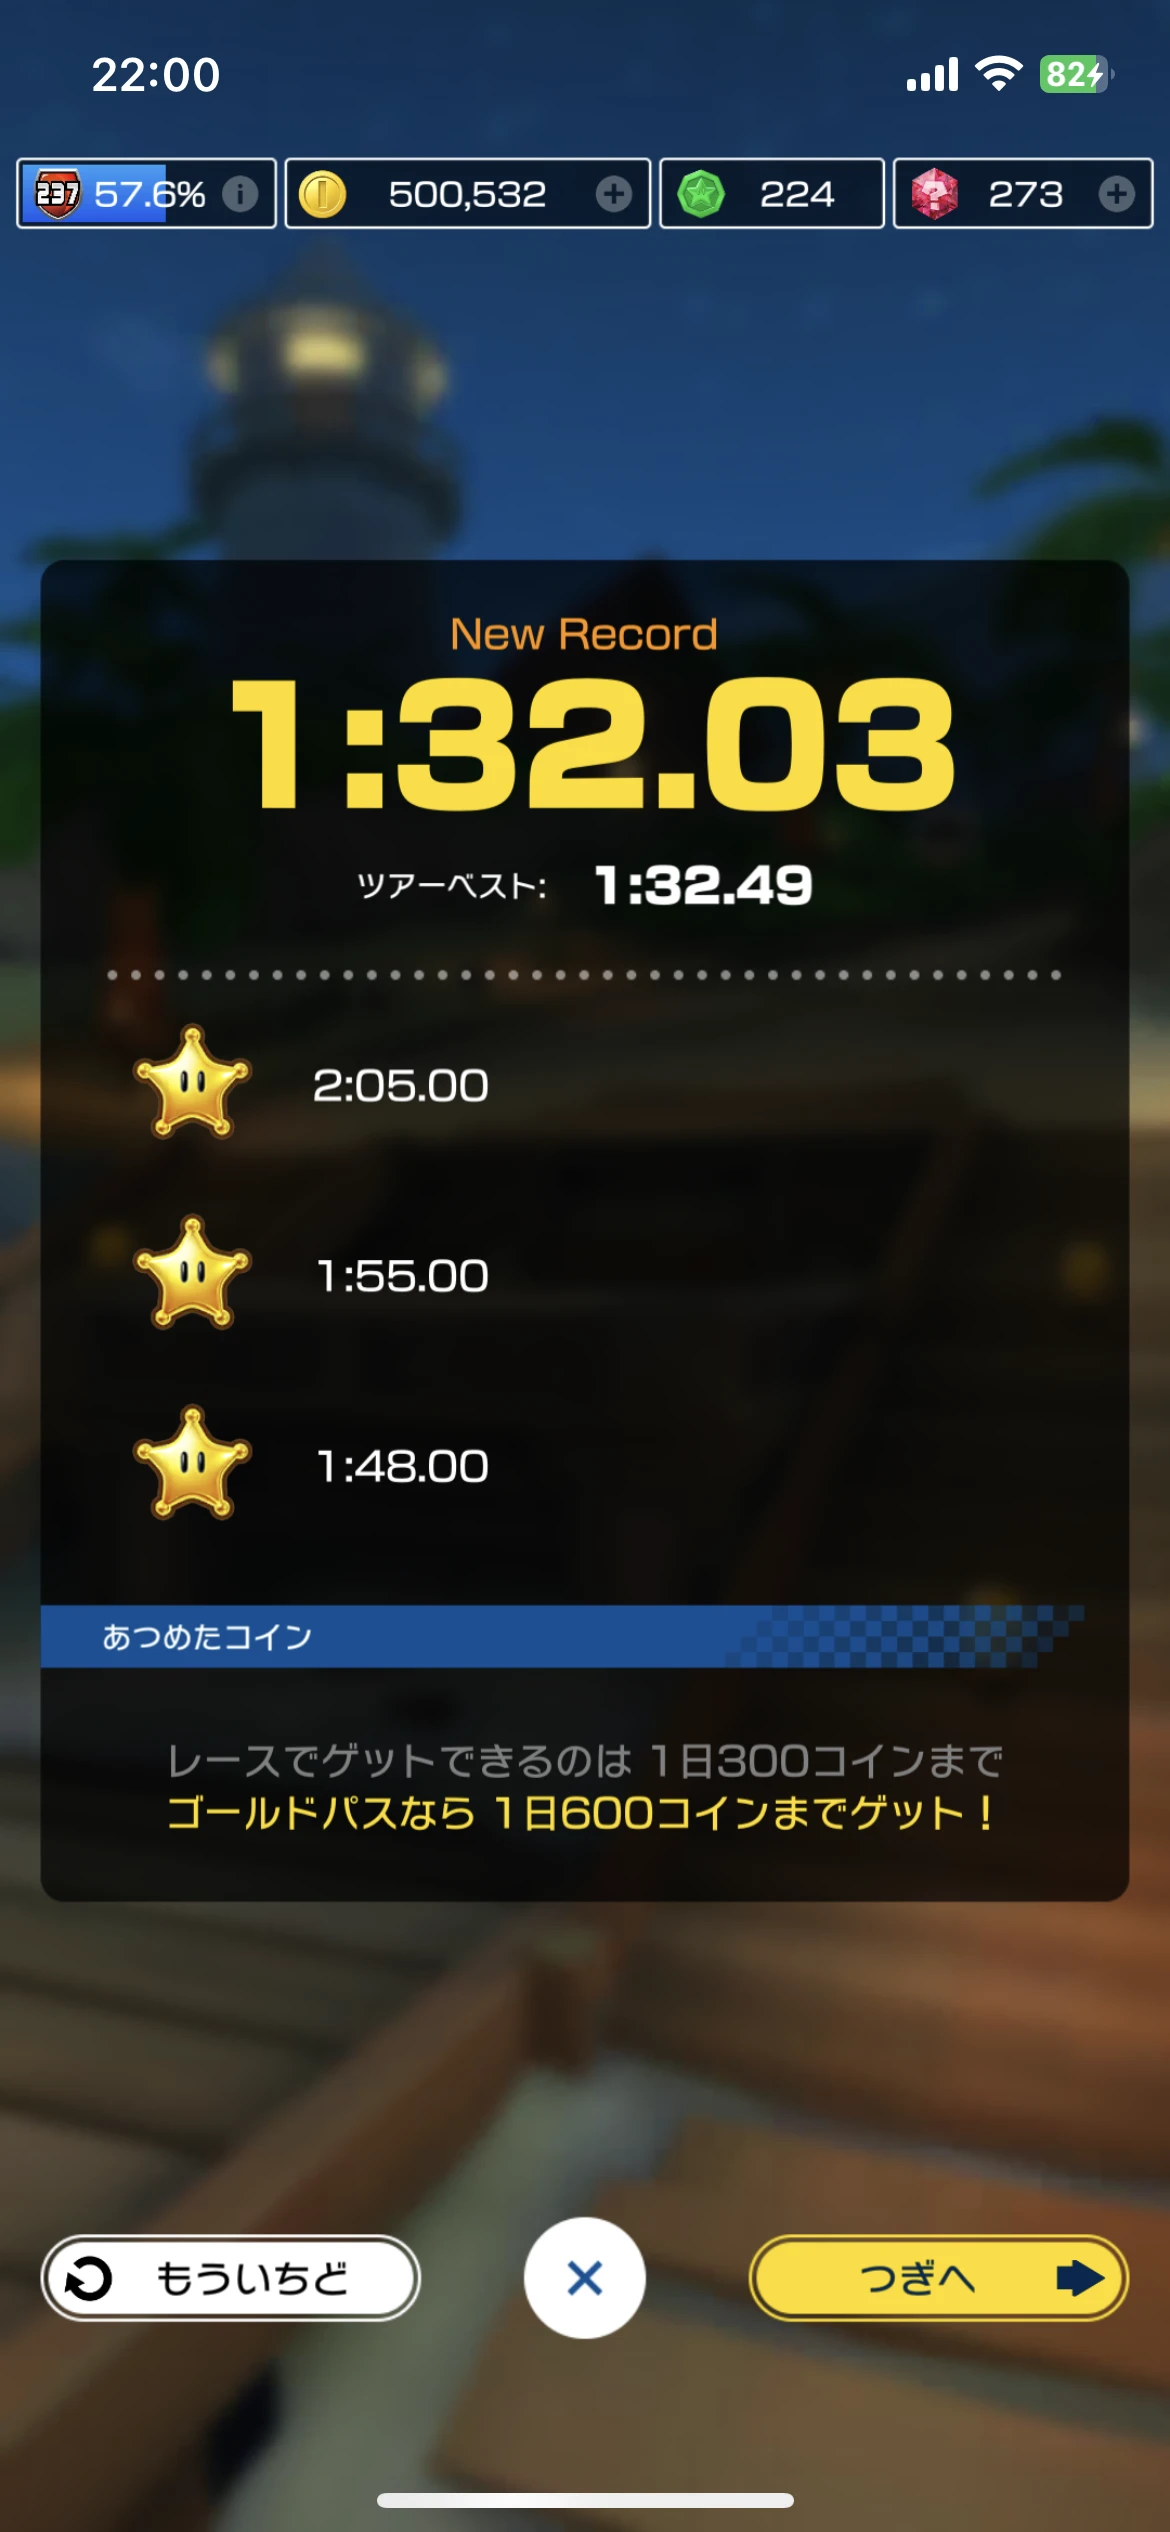 22:00
82
237 57.6% i 500,532 + 224 273 +
New Record
1:32.03
ツアーベスト: 1:32.49
2:05.00
1:55.00
1:48.00
あつめたコイン
レースでゲットできるのは 1日300コインまで
ゴールドパスなら 1日600コインまでゲット！
もういちど
つぎへ